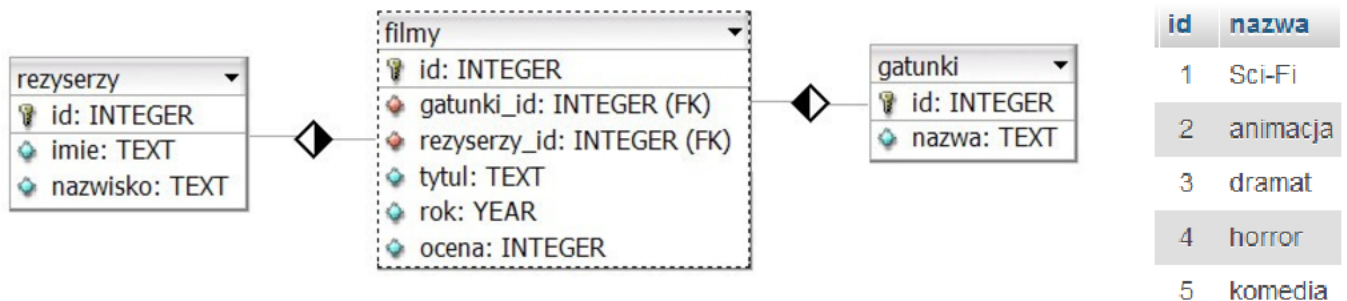 rezyserzy
id: INTEGER
imie: TEXT
nazwisko: TEXT
filmy
id: INTEGER
gatunki_id: INTEGER (FK)
rezyserzy_id: INTEGER (FK)
tytul: TEXT
rok: YEAR
ocena: INTEGER
gatunki
id: INTEGER
nazwa: TEXT
id nazwa
1 Sci-Fi
2 animacja
3 dramat
4 horror
5 komedia